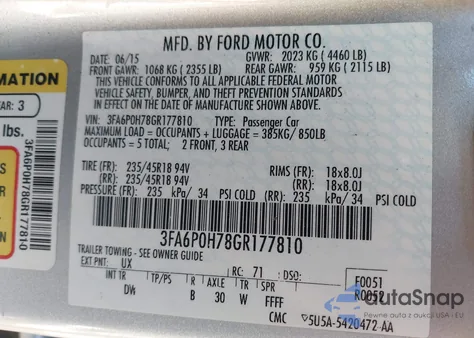 MFD. BY FORD MOTOR CO.
DATE: 06/15 GVWR: 2023 KG ( 4460 LB)
FRONT GAWR: 1068 KG ( 2355 LB) REAR GAWR: 959 KG ( 2115 LB)
THIS VEHICLE CONFORMS TO ALL APPLICABLE FEDERAL MOTOR
VEHICLE SAFETY, BUMPER, AND THEFT PREVENTION STANDARDS
IN EFFECT ON THE DATE OF MANUFACTURE SHOWN ABOVE.
VIN: 3FA6P0H78GR177810 TYPE: Passenger Car
MAXIMUM LOAD = OCCUPANTS + LUGGAGE = 385KG/850LB
OCCUPANTS = 5 TOTAL; 2 FRONT, 3 REAR
TIRE (FR): 235/45R18 94V RIMS (FR): 18x8.0J
(RR): 235/45R18 94V (RR): 18x8.0J
PRESSURE (FR): 235 kPa/ 34 PSI COLD (RR): 235 kPa/ 34 PSI COLD
3FA6P0H78GR177810
TRAILER TOWING - SEE OWNER GUIDE
EXT PNT: UX RC: 71 DSO: F0051
INT TR TP/PS R AXLE TR SPR R0052
DW B 30 W FFFF
CMC 5U5A-5420472-AA
MATION
AR: 3
lbs.
3FA6P0H78GR177810
autoSnap
Pewne auta z aukcji USA i EU